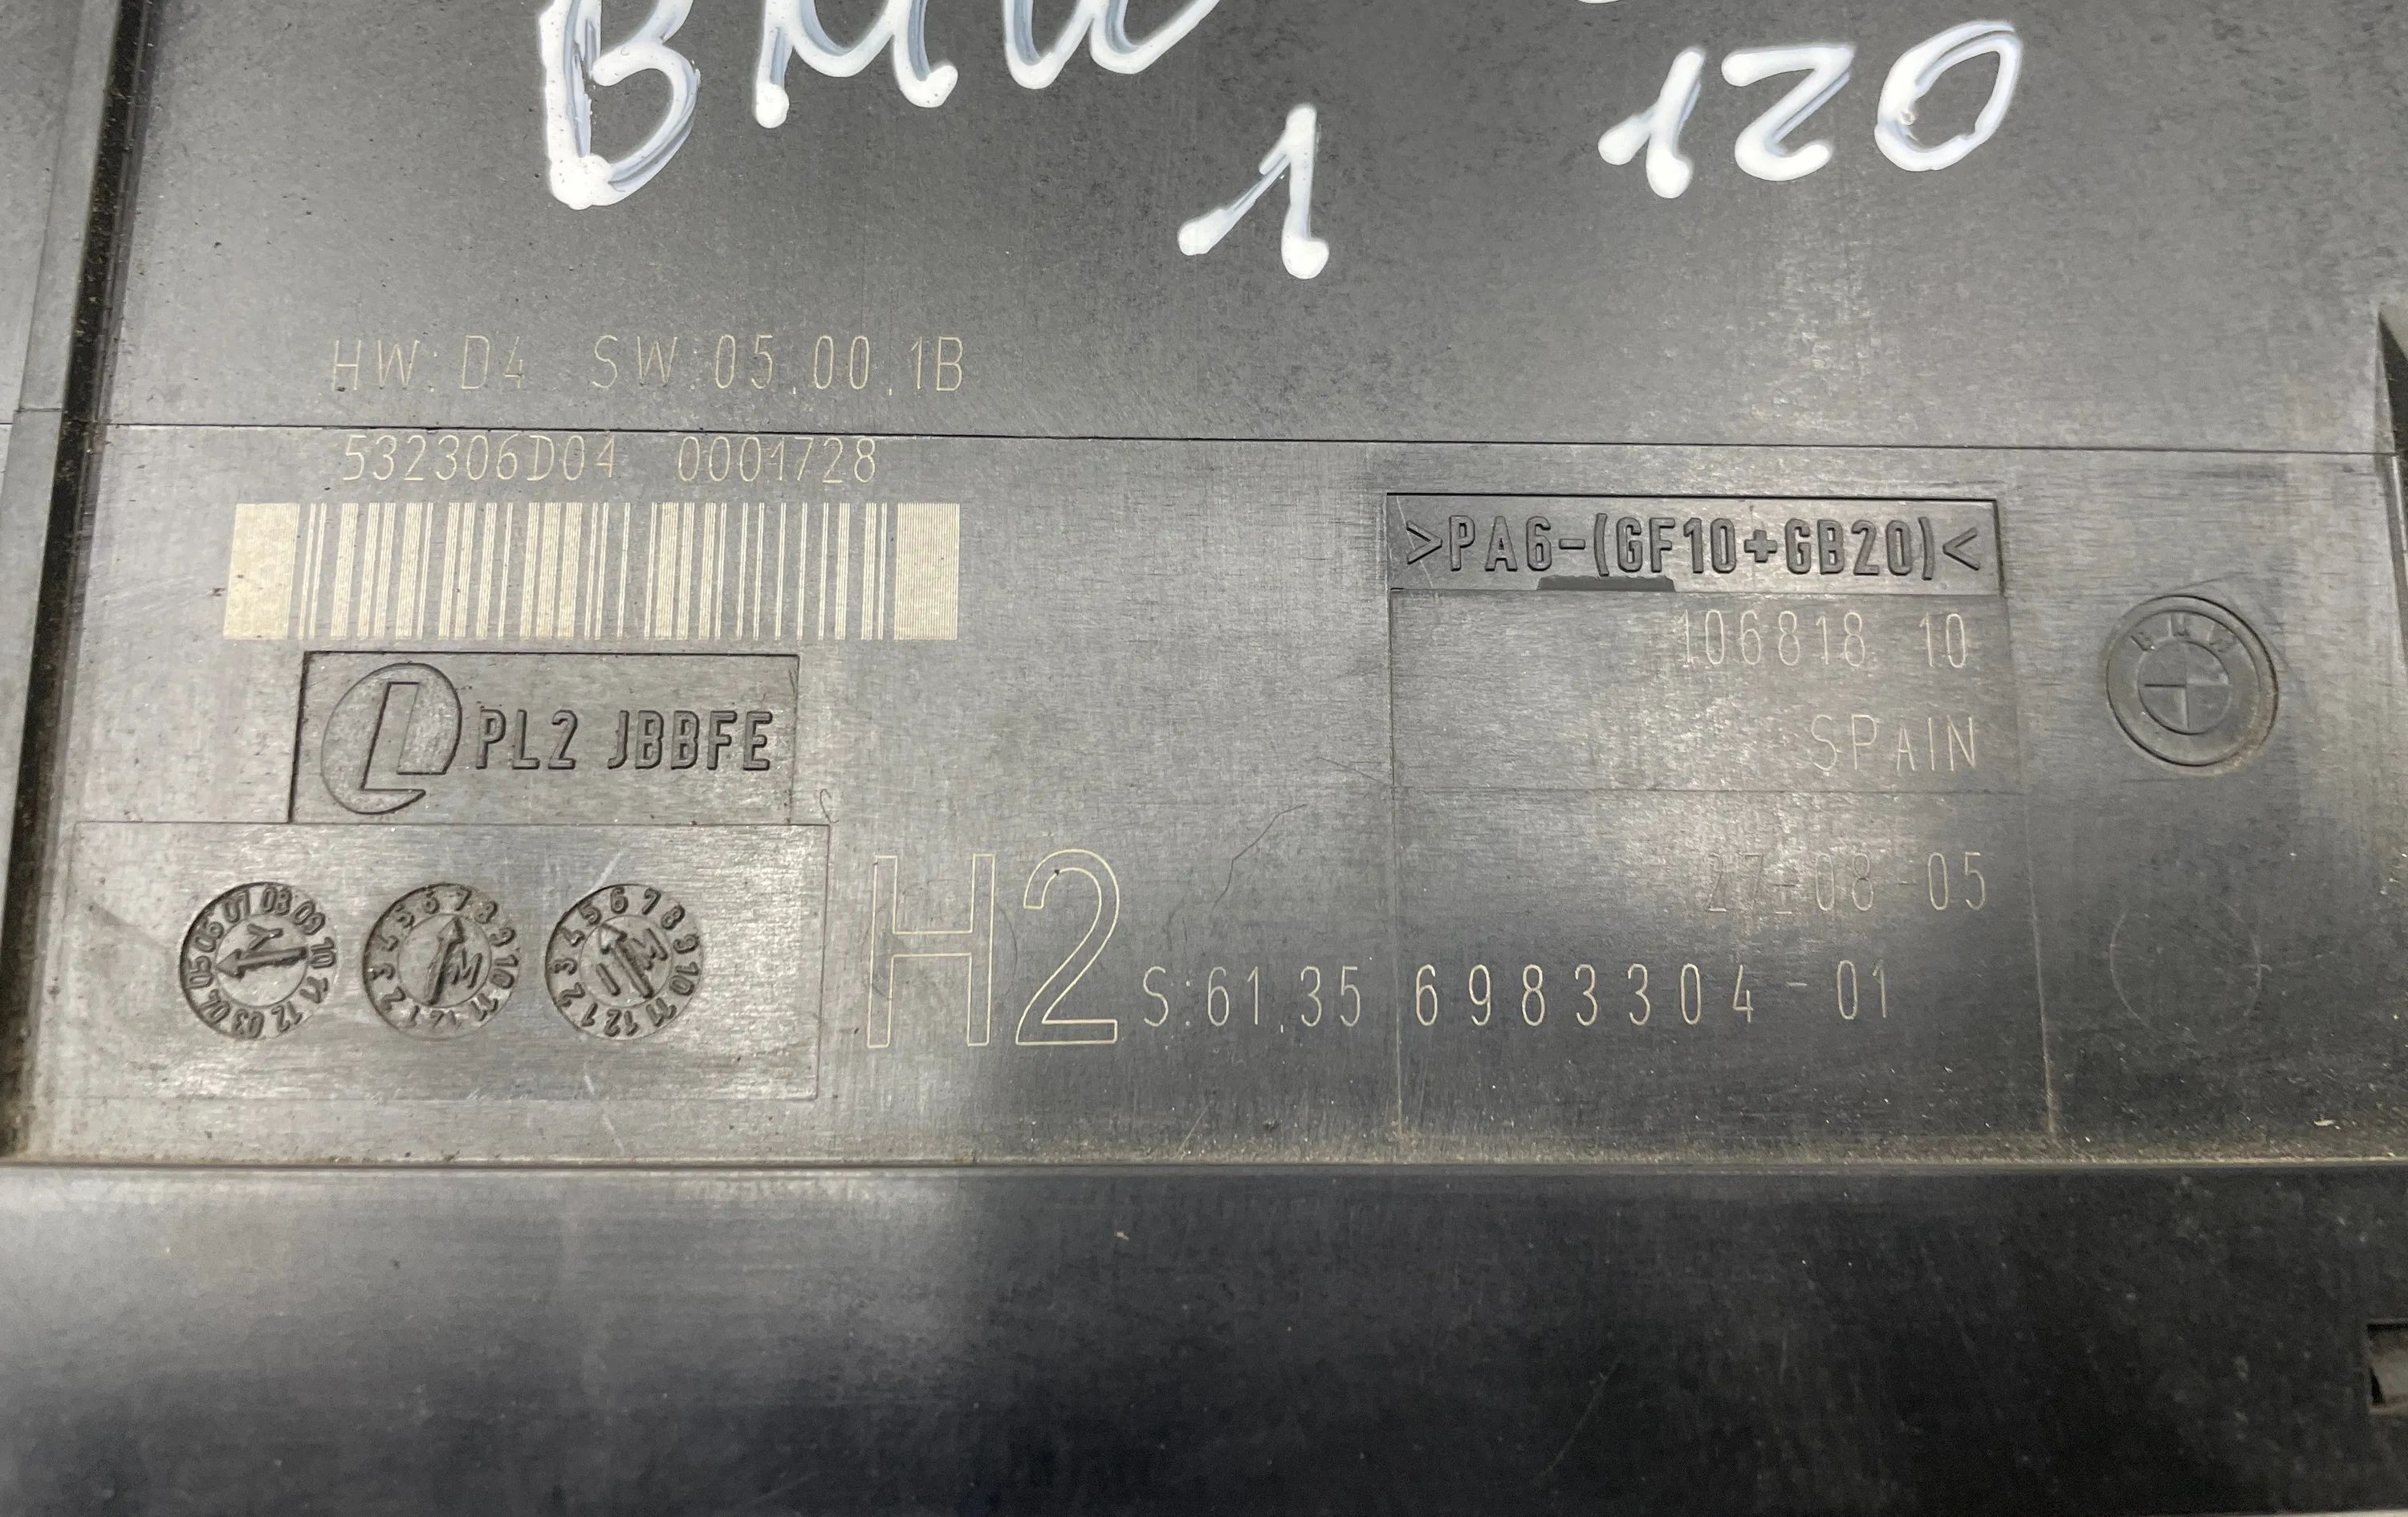 BMW
120
1
HW:D4 SW:05.00.1B
532306D04 0001728
>PA6-(GF10+GB20)<
106818 10
SPAIN
BMW
L PL2 JBBFE
27-08-05
H2 S:61.35 6983304-01